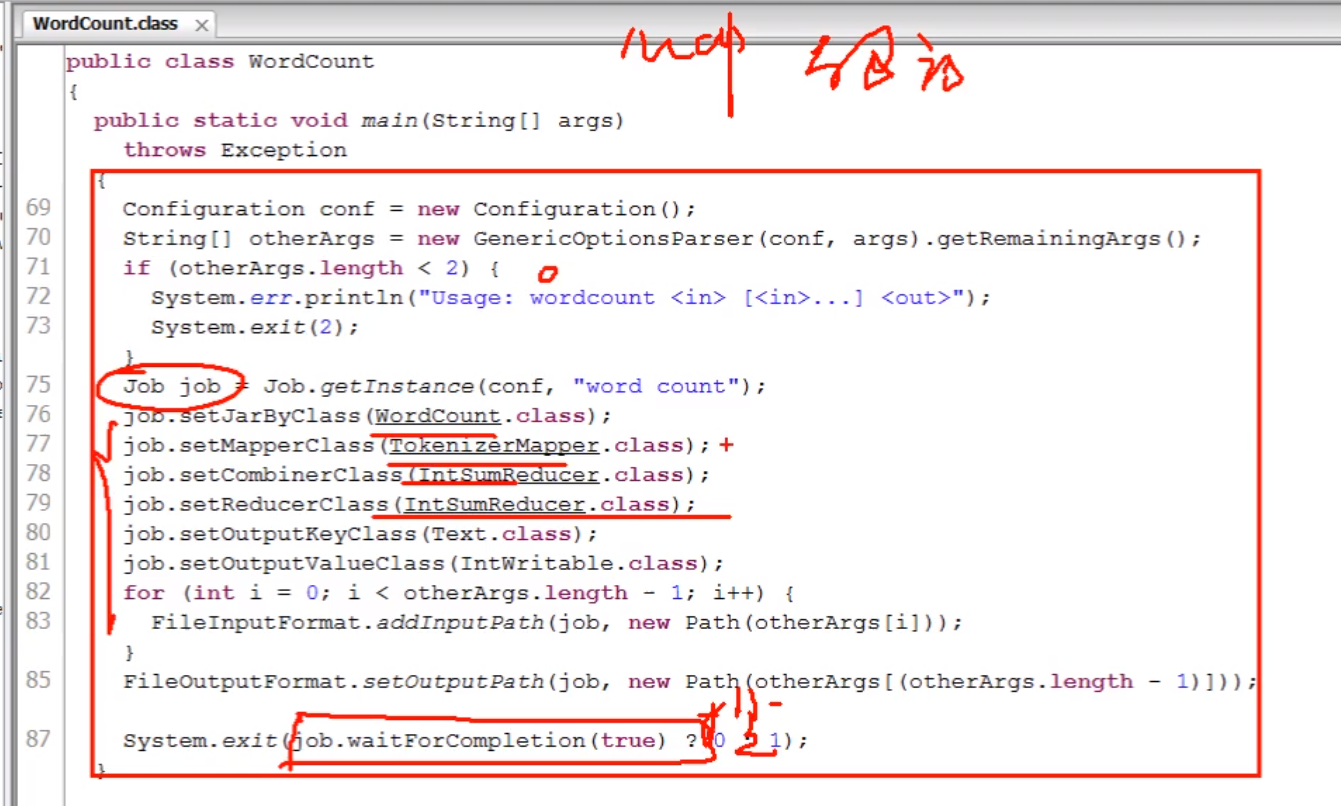 WordCount.class
map
public class WordCount
{
public static void main(String[] args)
throws Exception
{
69 Configuration conf = new Configuration();
70 String[] otherArgs = new GenericOptionsParser(conf, args).getRemainingArgs();
71 if (otherArgs.length < 2) {
72 System.err.println("Usage: wordcount <in> [<in>...] <out>");
73 System.exit(2);
}
75 Job job = Job.getInstance(conf, "word count");
76 job.setJarByClass(WordCount.class);
77 job.setMapperClass(TokenizerMapper.class);
78 job.setCombinerClass(IntSumReducer.class);
79 job.setReducerClass(IntSumReducer.class);
80 job.setOutputKeyClass(Text.class);
81 job.setOutputValueClass(IntWritable.class);
82 for (int i = 0; i < otherArgs.length - 1; i++) {
83 FileInputFormat.addInputPath(job, new Path(otherArgs[i]));
}
85 FileOutputFormat.setOutputPath(job, new Path(otherArgs[(otherArgs.length - 1)]));
87 System.exit(job.waitForCompletion(true) ? 0 : 1);
}